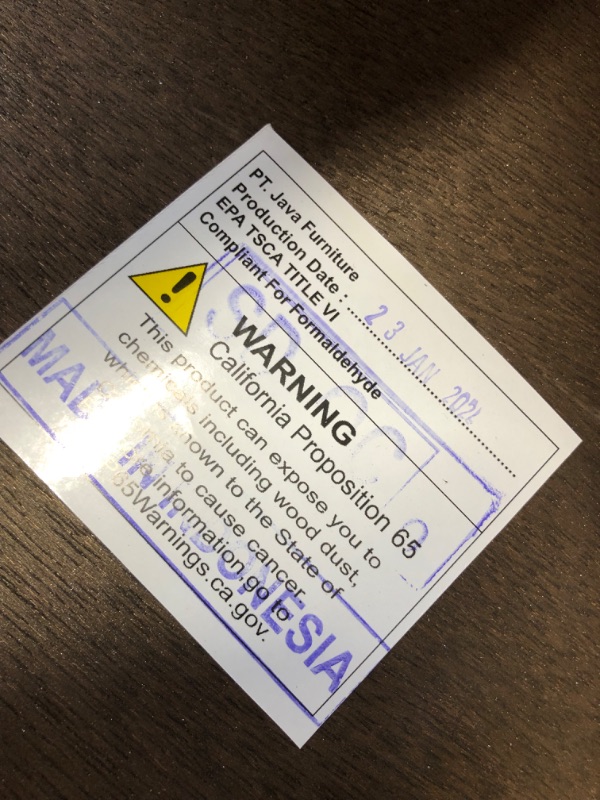 PT. Java Furniture
Production Date : 23 JAN 202
EPA TSCA TITLE VI
Compliant For Formaldehyde
WARNING
California Proposition 65
This product can expose you to
chemicals including wood dust,
known to the State of
to cause cancer.
information, go to
65Warnings.ca.gov.
MADE IN INDONESIA